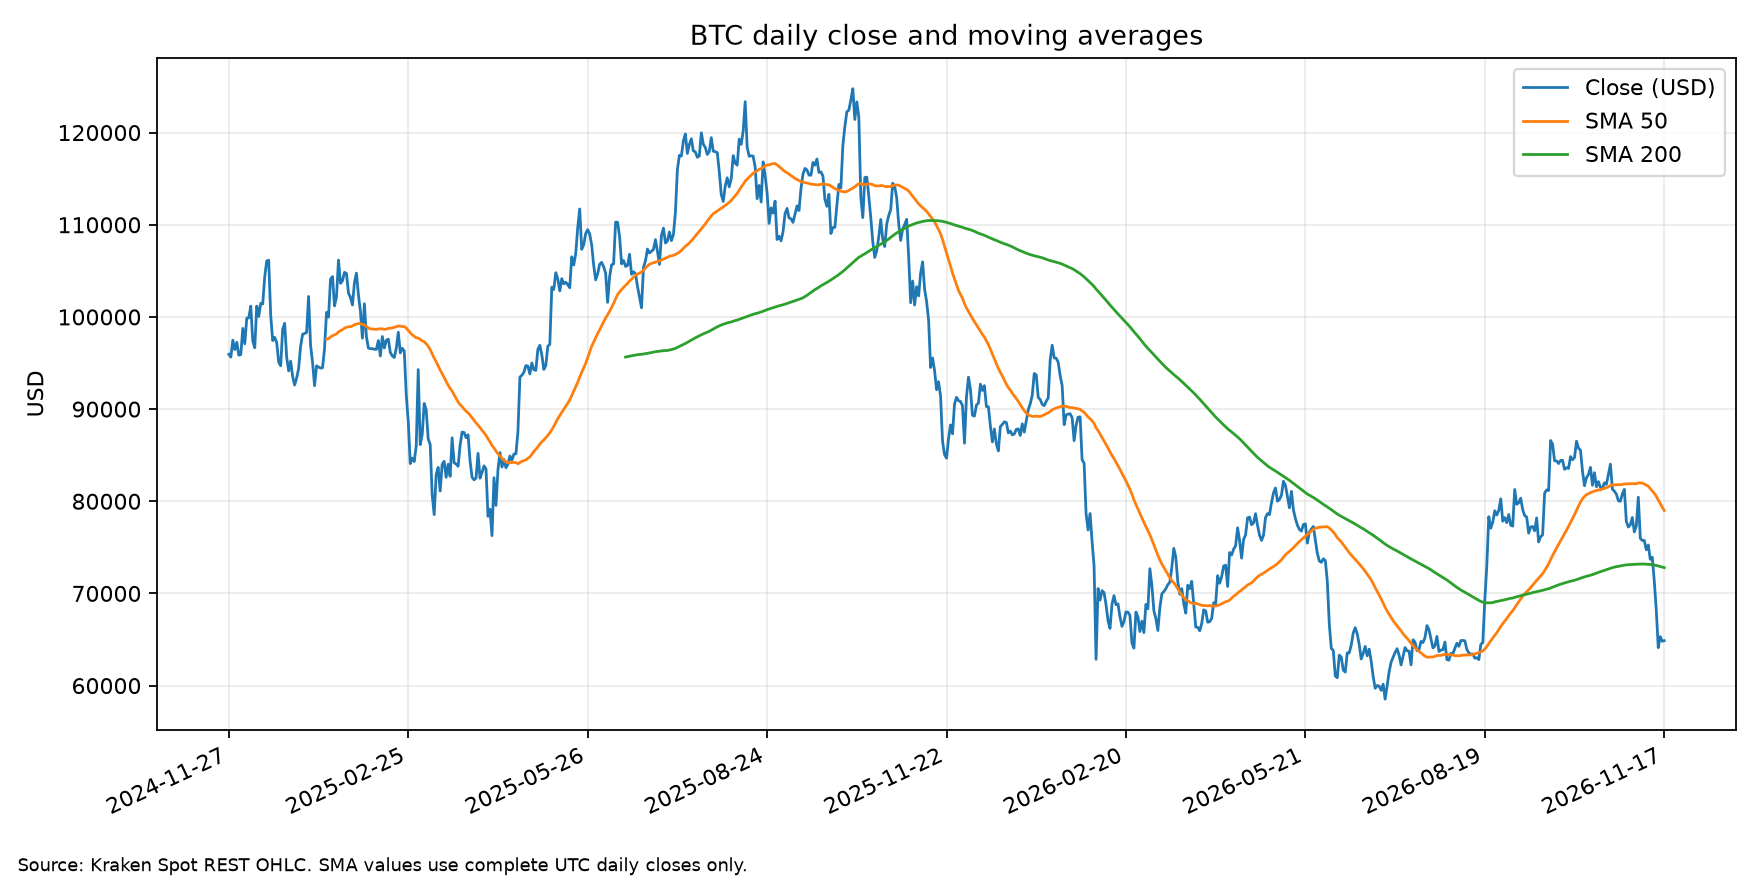 BTC daily close and moving averages
Close (USD)
SMA 50
SMA 200
USD
120000
110000
100000
90000
80000
70000
60000
2024-11-27
2025-02-25
2025-05-26
2025-08-24
2025-11-22
2026-02-20
2026-05-21
2026-08-19
2026-11-17
Source: Kraken Spot REST OHLC. SMA values use complete UTC daily closes only.